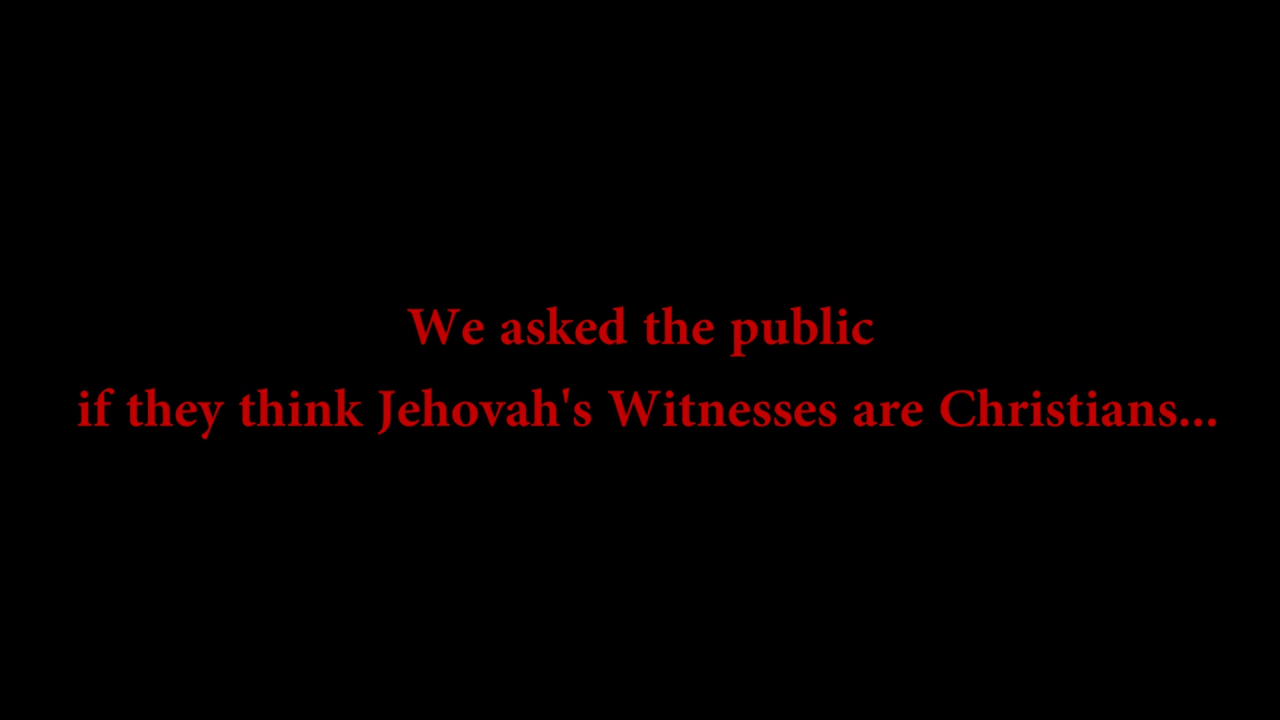 We asked the public
if they think Jehovah's Witnesses are Christians...